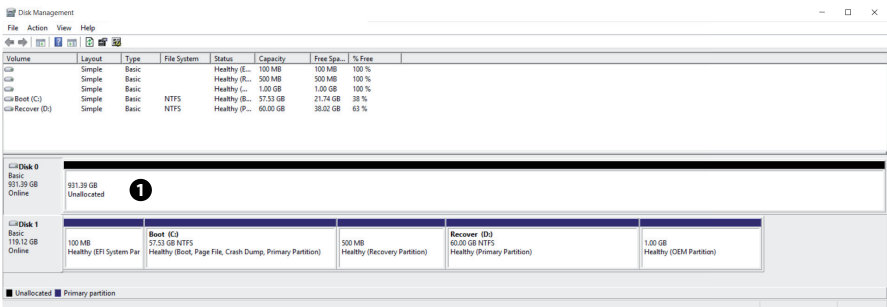 Disk Management
File Action View Help
Volume Layout Type File System Status Capacity Free Spa... % Free
Simple Basic Healthy (E... 100 MB 100 MB 100 %
Simple Basic Healthy (R... 500 MB 500 MB 100 %
Simple Basic Healthy (... 1.00 GB 1.00 GB 100 %
Boot (C:) Simple Basic NTFS Healthy (B... 57.53 GB 21.74 GB 38 %
Recover (D:) Simple Basic NTFS Healthy (P... 60.00 GB 38.02 GB 63 %
Disk 0
Basic
931.39 GB
Online
931.39 GB
Unallocated
1
Disk 1
Basic
119.12 GB
Online
100 MB
Healthy (EFI System Par
Boot (C:)
57.53 GB NTFS
Healthy (Boot, Page File, Crash Dump, Primary Partition)
500 MB
Healthy (Recovery Partition)
Recover (D:)
60.00 GB NTFS
Healthy (Primary Partition)
1.00 GB
Healthy (OEM Partition)
Unallocated Primary partition